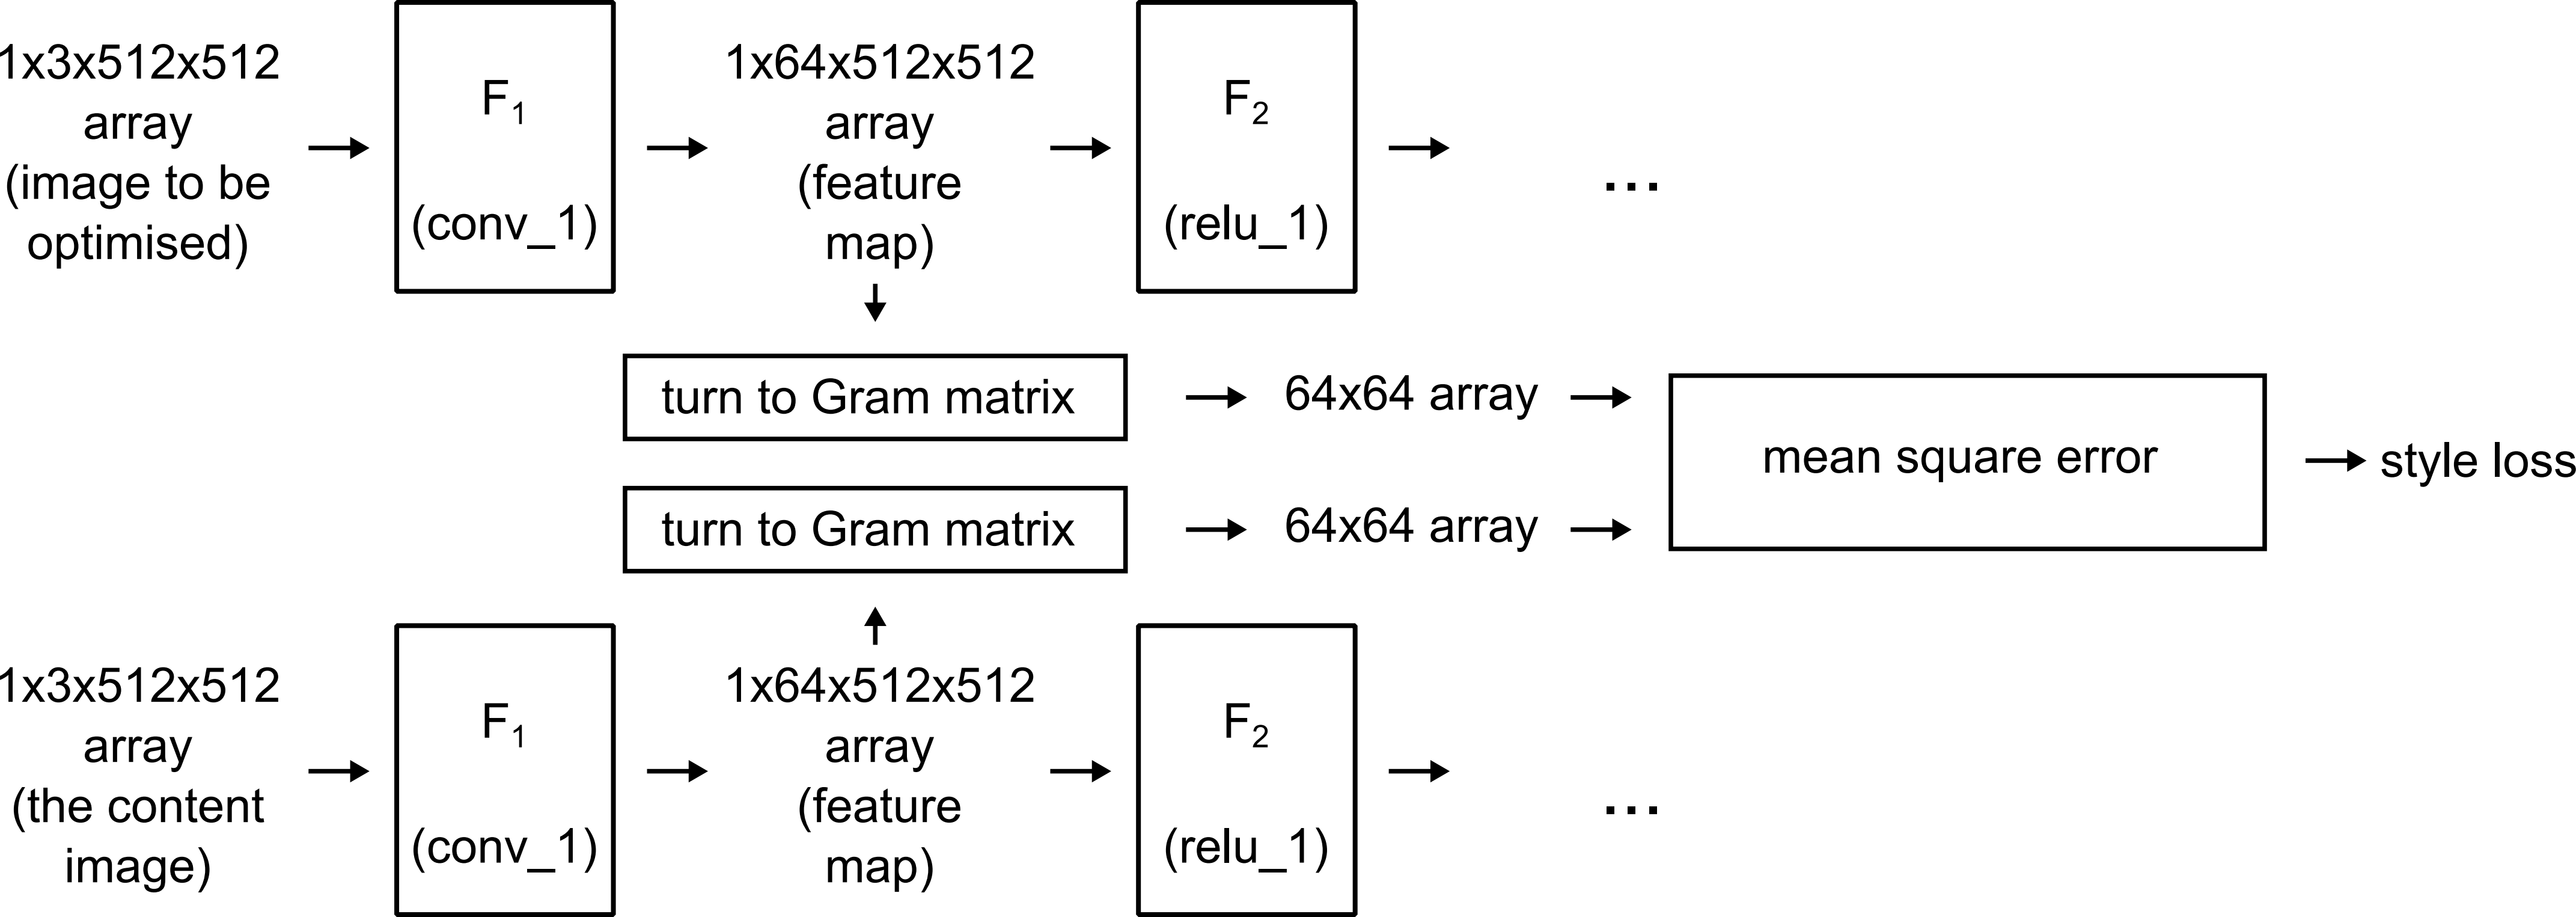 1x3x512x512
array
(image to be
optimised)
F1
(conv_1)
1x64x512x512
array
(feature
map)
F2
(relu_1)
...
turn to Gram matrix
64x64 array
turn to Gram matrix
64x64 array
mean square error
style loss
1x3x512x512
array
(the content
image)
F1
(conv_1)
1x64x512x512
array
(feature
map)
F2
(relu_1)
...